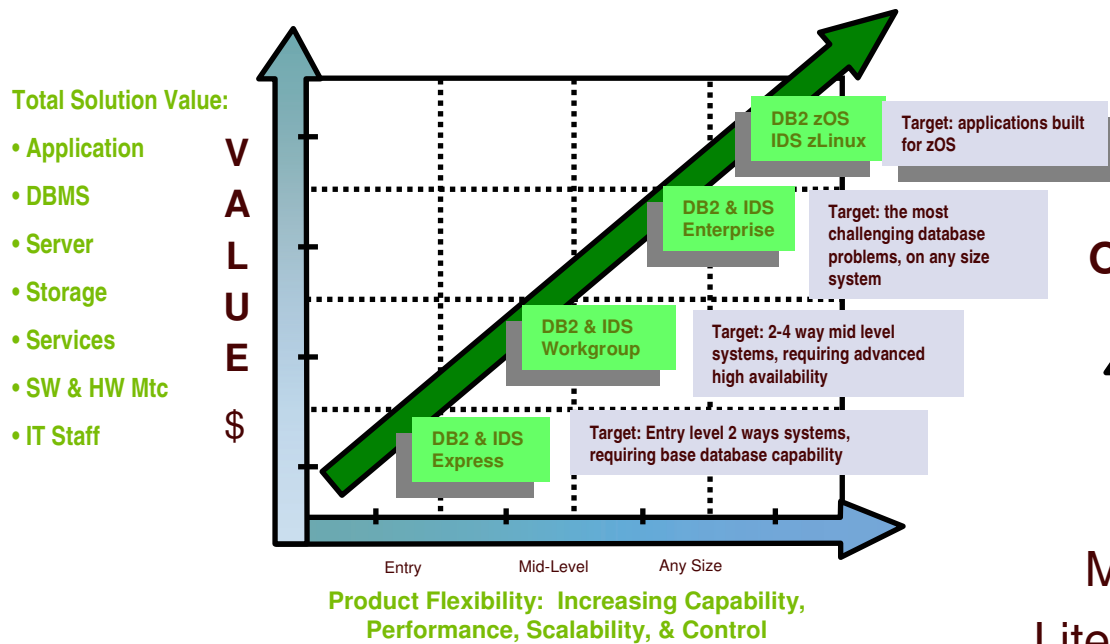 Total Solution Value:
• Application
• DBMS
• Server
• Storage
• Services
• SW & HW Mtc
• IT Staff
V
A
L
U
E
$
DB2 zOS
IDS zLinux
Target: applications built
for zOS
DB2 & IDS
Enterprise
Target: the most
challenging database
problems, on any size
system
DB2 & IDS
Workgroup
Target: 2-4 way mid level
systems, requiring advanced
high availability
DB2 & IDS
Express
Target: Entry level 2 ways systems,
requiring base database capability
Entry
Mid-Level
Any Size
Product Flexibility: Increasing Capability,
Performance, Scalability, & Control